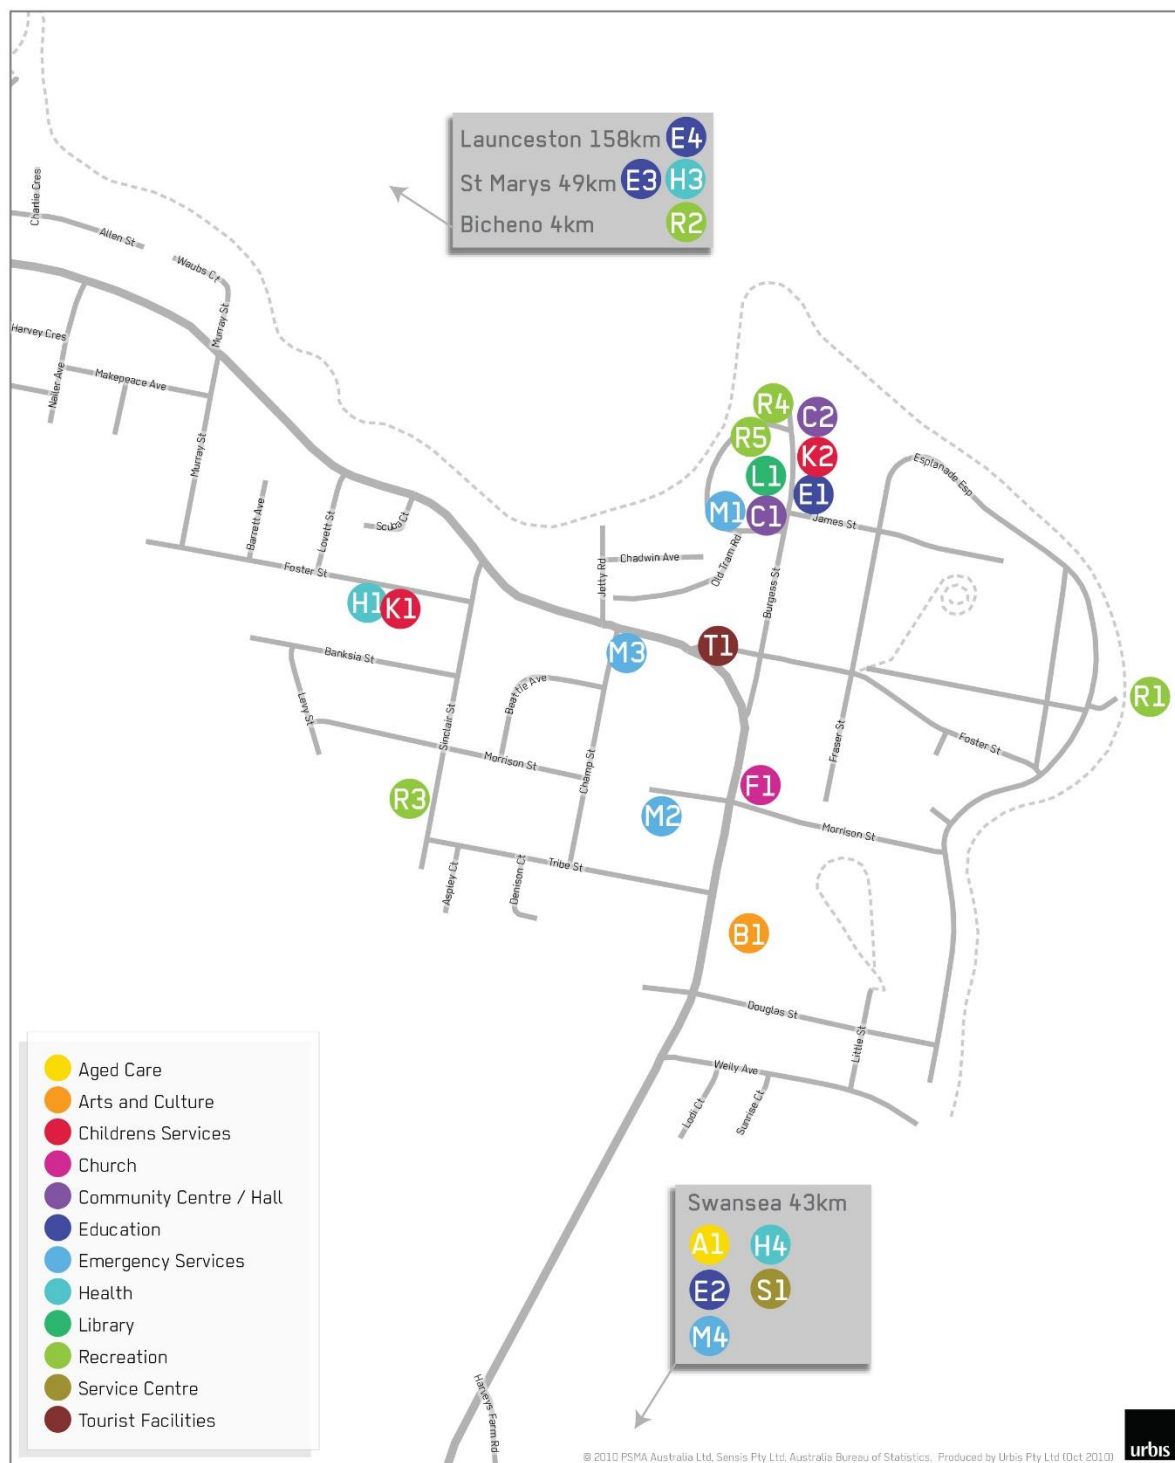 Launceston 158km E4
St Marys 49km E3 H3
Bicheno 4km R2
Charlie Cres
Allen St
Waubs Ct
Murray St
Harvey Cres
Nailer Ave
Makepeace Ave
Murray St
Barrett Ave
Lovett St
Scuba Ct
Foster St
H1 K1
Banksia St
Levy St
Sinclair St
Beattie Ave
Morrison St
Champ St
R3
Aspley Ct
Denison Ct
Tribe St
Jetty Rd
Chadwin Ave
Old Tram Rd
Burgess St
James St
Esplanade Esp
R4
C2
R5
K2
L1
E1
M1
C1
M3
T1
R1
Fraser St
Foster St
F1
M2
Morrison St
B1
Douglas St
Little St
Welly Ave
Lodi Ct
Sunrise Ct
Aged Care
Arts and Culture
Childrens Services
Church
Community Centre / Hall
Education
Emergency Services
Health
Library
Recreation
Service Centre
Tourist Facilities
Swansea 43km
A1 H4
E2 S1
M4
Harveys Farm Rd
© 2010 PSMA Australia Ltd, Sensis Pty Ltd, Australia Bureau of Statistics. Produced by Urbis Pty Ltd (Oct 2010)
urbis